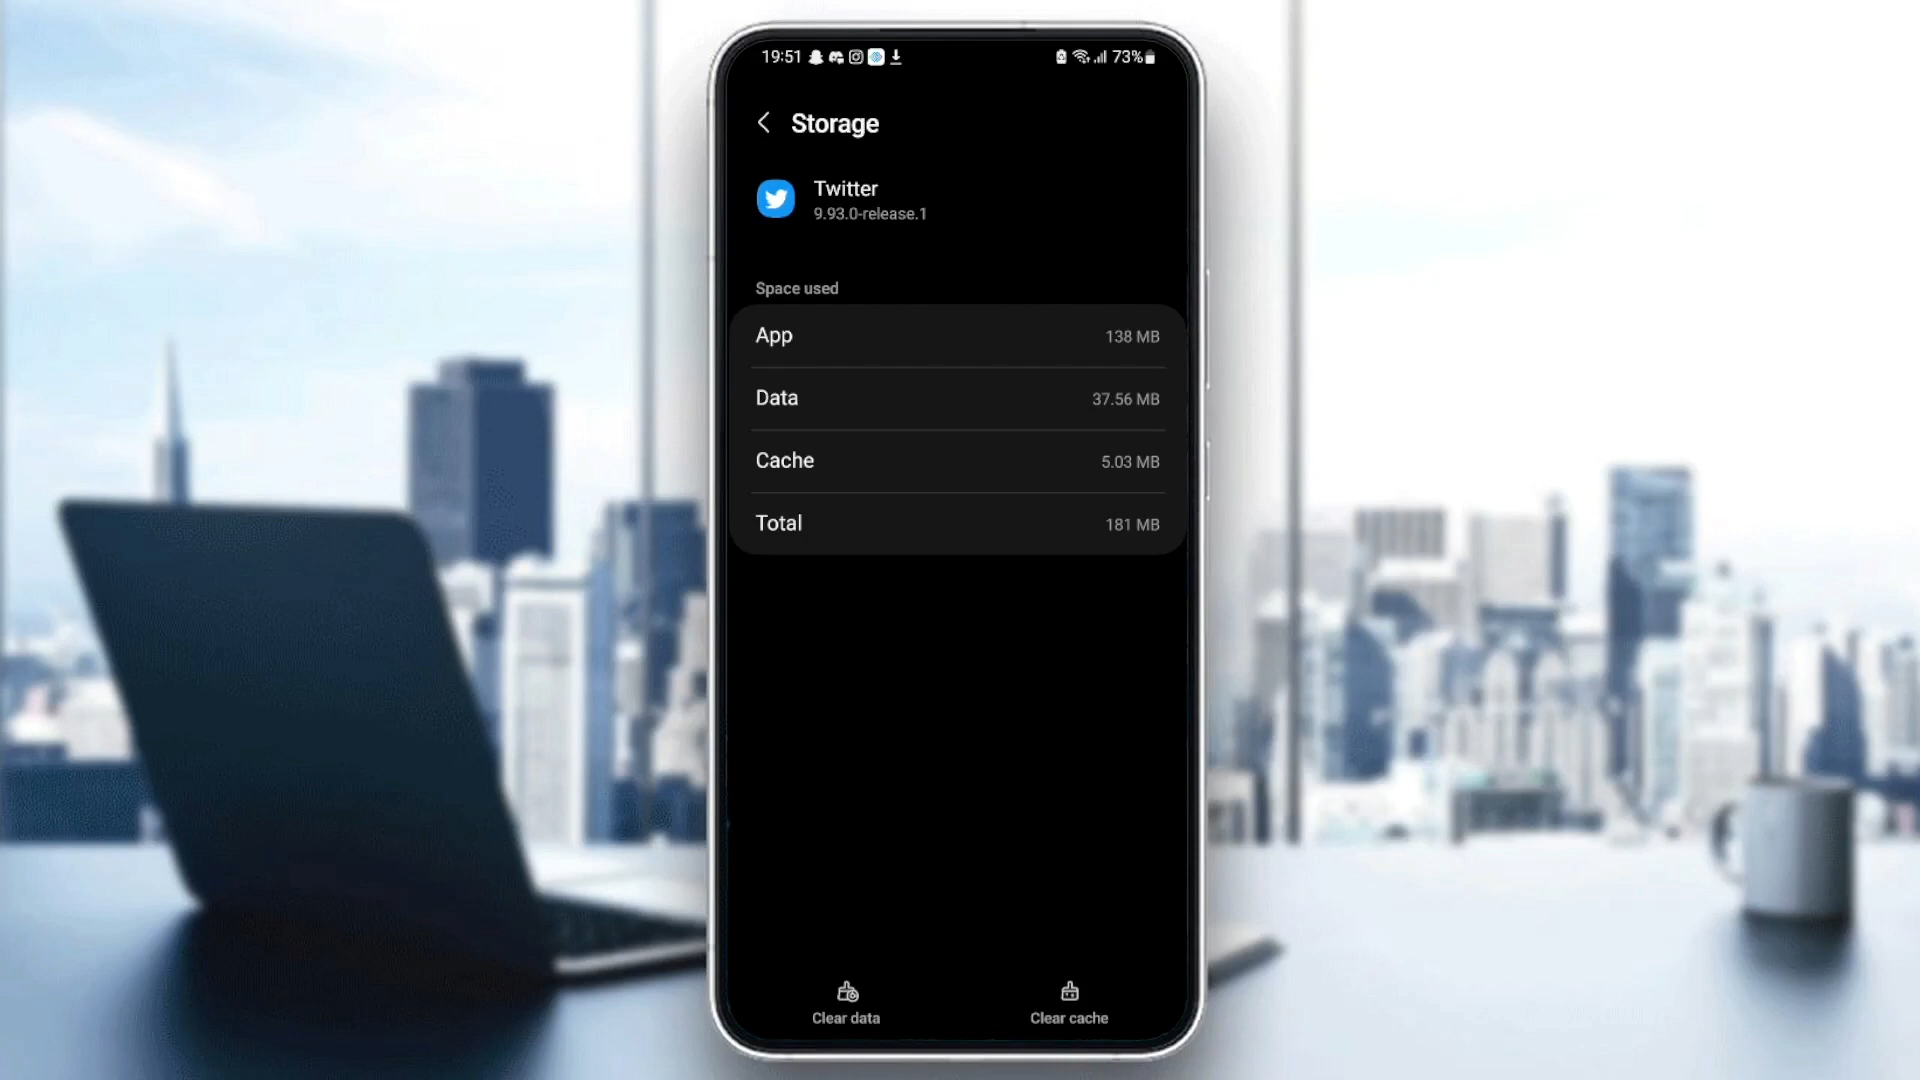 19:51 73%
Storage
Twitter
9.93.0-release.1
Space used
App 138 MB
Data 37.56 MB
Cache 5.03 MB
Total 181 MB
Clear data Clear cache